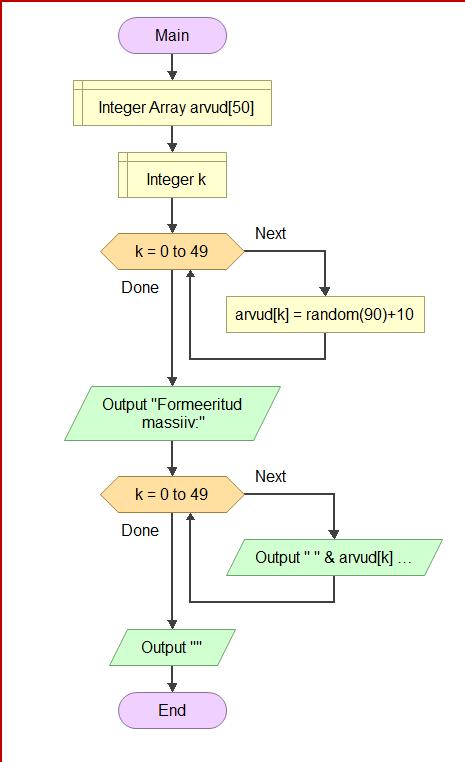 Main
Integer Array arvud[50]
Integer k
k = 0 to 49
Next
Done
arvud[k] = random(90)+10
Output "Formeeritud
massiiv:"
k = 0 to 49
Next
Done
Output " " & arvud[k] ...
Output ""
End